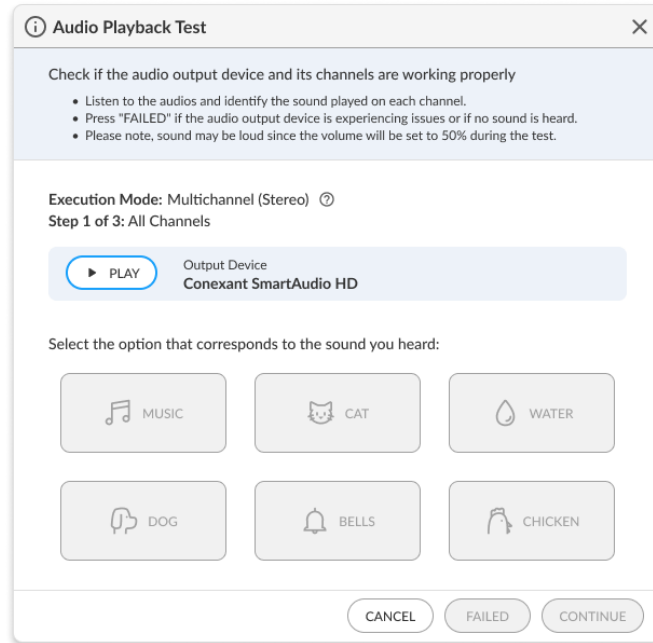 Audio Playback Test
Check if the audio output device and its channels are working properly
• Listen to the audios and identify the sound played on each channel.
• Press "FAILED" if the audio output device is experiencing issues or if no sound is heard.
• Please note, sound may be loud since the volume will be set to 50% during the test.
Execution Mode: Multichannel (Stereo)
Step 1 of 3: All Channels
PLAY
Output Device
Conexant SmartAudio HD
Select the option that corresponds to the sound you heard:
MUSIC
CAT
WATER
DOG
BELLS
CHICKEN
CANCEL
FAILED
CONTINUE